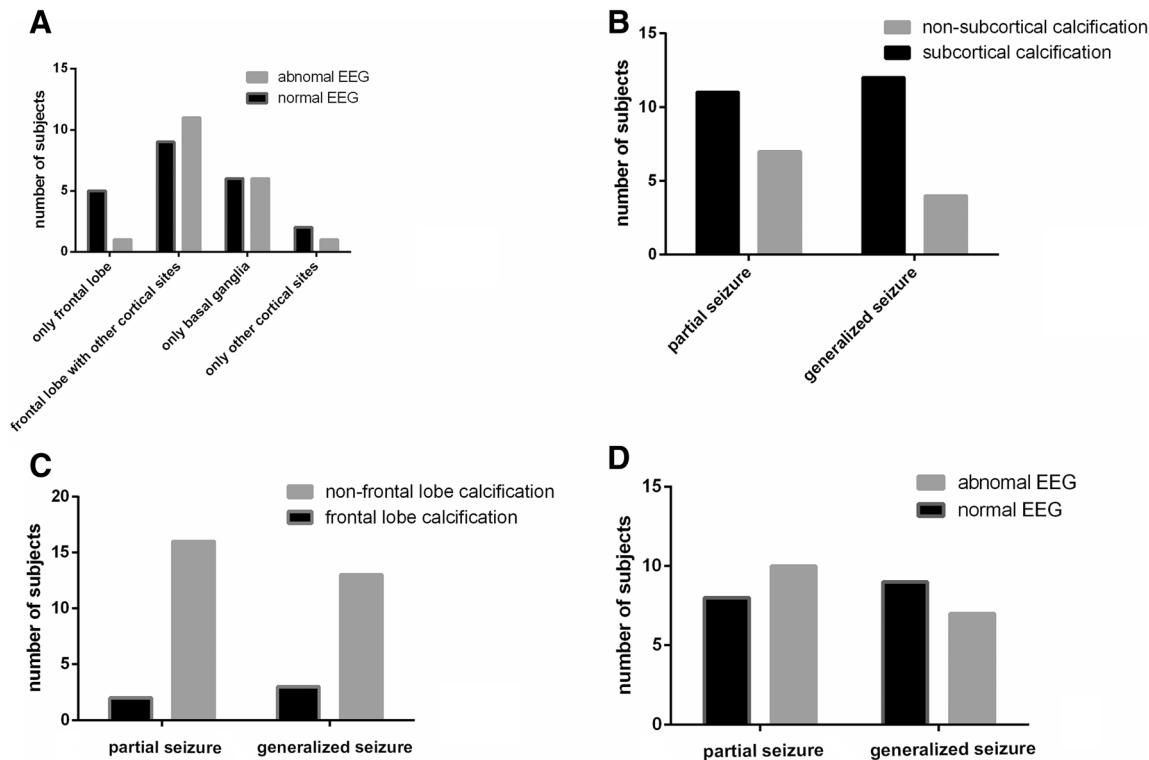 A
15
10
5
0
number of subjects
abnomal EEG
normal EEG
only frontal lobe
frontal lobe with other cortical sites
only basal ganglia
only other cortical sites
B
non-subcortical calcification
subcortical calcification
15
10
5
0
number of subjects
partial seizure
generalized seizure
C
non-frontal lobe calcification
frontal lobe calcification
20
15
10
5
0
number of subjects
partial seizure
generalized seizure
D
abnomal EEG
normal EEG
15
10
5
0
number of subjects
partial seizure
generalized seizure